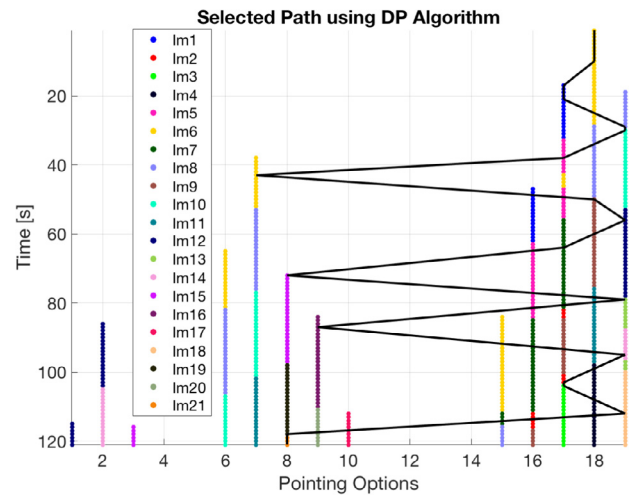 Selected Path using DP Algorithm
Im1
Im2
Im3
Im4
Im5
Im6
Im7
Im8
Im9
Im10
Im11
Im12
Im13
Im14
Im15
Im16
Im17
Im18
Im19
Im20
Im21
Time [s]
20
40
60
80
100
120
2 4 6 8 10 12 14 16 18
Pointing Options